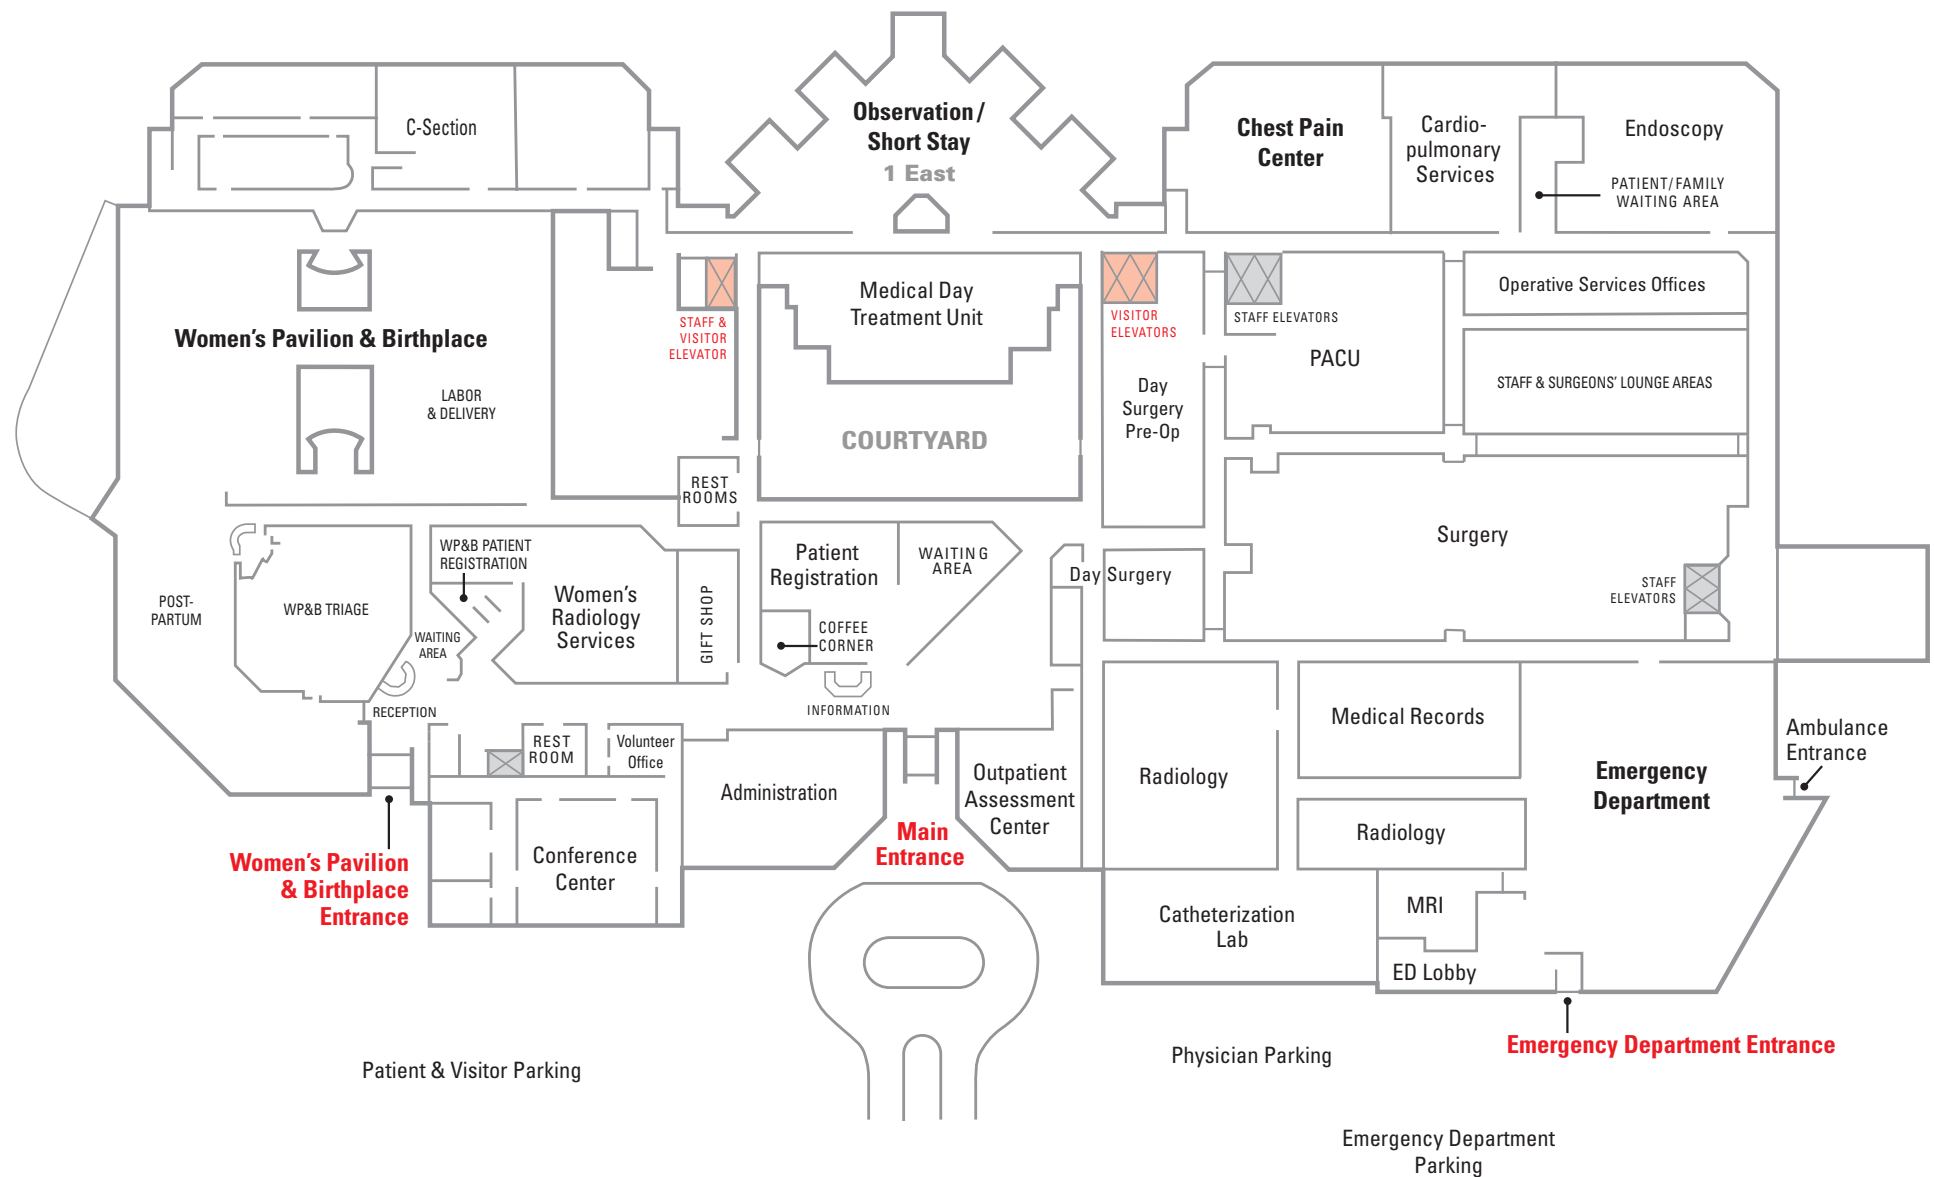 C-Section
Observation /
Short Stay
1 East
Chest Pain
Center
Cardio-
pulmonary
Services
Endoscopy
PATIENT/FAMILY
WAITING AREA
Women's Pavilion & Birthplace
LABOR
& DELIVERY
STAFF &
VISITOR
ELEVATOR
Medical Day
Treatment Unit
COURTYARD
VISITOR
ELEVATORS
STAFF ELEVATORS
PACU
Day
Surgery
Pre-Op
Operative Services Offices
STAFF & SURGEONS' LOUNGE AREAS
REST
ROOMS
POST-
PARTUM
WP&B TRIAGE
WP&B PATIENT
REGISTRATION
WAITING
AREA
RECEPTION
Women's
Radiology
Services
GIFT SHOP
Patient
Registration
WAITING
AREA
COFFEE
CORNER
INFORMATION
Day Surgery
Surgery
STAFF
ELEVATORS
REST
ROOM
Volunteer
Office
Administration
Outpatient
Assessment
Center
Radiology
Medical Records
Radiology
Emergency
Department
Ambulance
Entrance
Main
Entrance
Women's Pavilion
& Birthplace
Entrance
Conference
Center
Catheterization
Lab
MRI
ED Lobby
Emergency Department Entrance
Patient & Visitor Parking
Physician Parking
Emergency Department
Parking